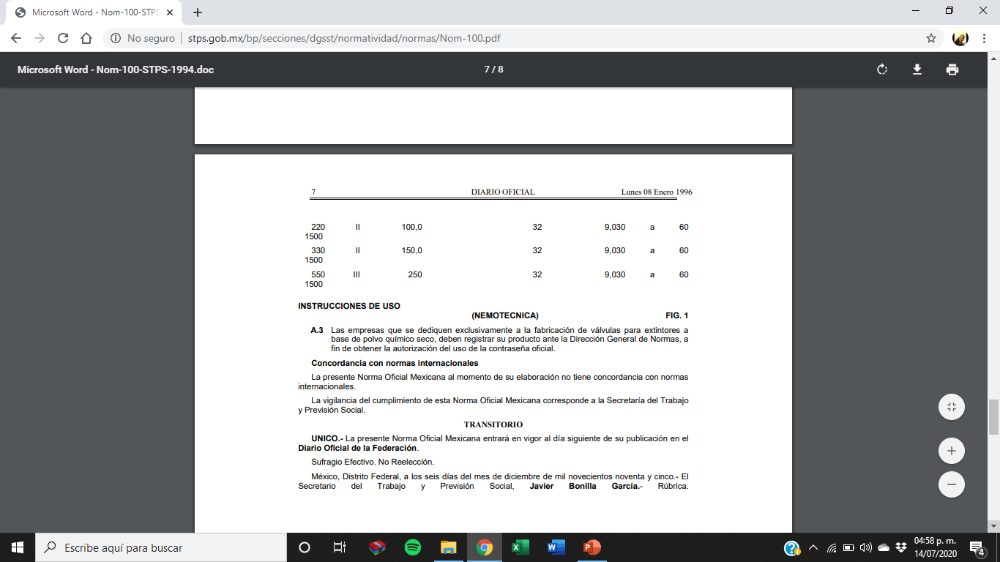 Microsoft Word - Nom-100-STPS
No seguro
stps.gob.mx/bp/secciones/dgsst/normatividad/normas/Nom-100.pdf
Microsoft Word - Nom-100-STPS-1994.doc
7 / 8
7 DIARIO OFICIAL Lunes 08 Enero 1996
220 II 100,0 32 9,030 a 60
1500
330 II 150,0 32 9,030 a 60
1500
550 III 250 32 9,030 a 60
1500
INSTRUCCIONES DE USO
(NEMOTECNICA) FIG. 1
A.3 Las empresas que se dediquen exclusivamente a la fabricación de válvulas para extintores a
base de polvo químico seco, deben registrar su producto ante la Dirección General de Normas, a
fin de obtener la autorización del uso de la contraseña oficial.
Concordancia con normas internacionales
La presente Norma Oficial Mexicana al momento de su elaboración no tiene concordancia con normas
internacionales.
La vigilancia del cumplimiento de esta Norma Oficial Mexicana corresponde a la Secretaría del Trabajo
y Previsión Social.
TRANSITORIO
UNICO.- La presente Norma Oficial Mexicana entrará en vigor al día siguiente de su publicación en el
Diario Oficial de la Federación.
Sufragio Efectivo. No Reelección.
México, Distrito Federal, a los seis días del mes de diciembre de mil novecientos noventa y cinco.- El
Secretario del Trabajo y Previsión Social, Javier Bonilla García.- Rúbrica.
Escribe aquí para buscar
04:58 p. m.
14/07/2020
4